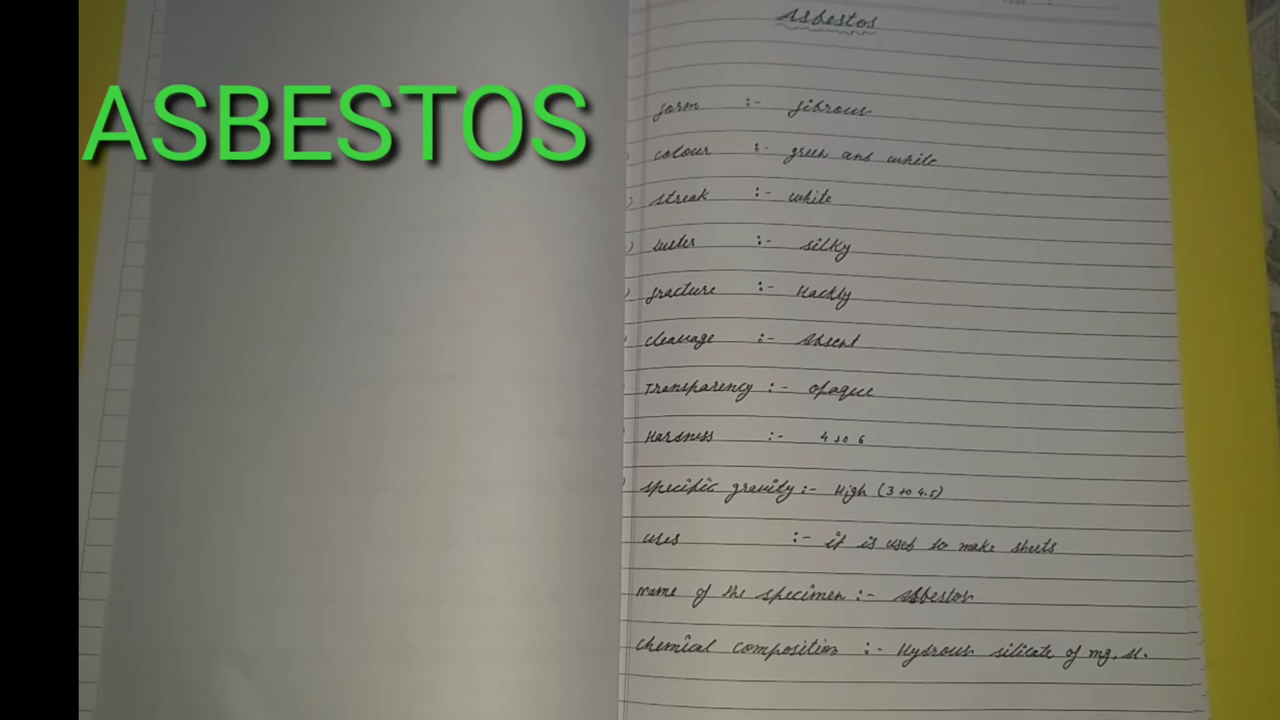 ASBESTOS
Asbestos
form :- fibrous
colour :- green and white
streak :- white
luster :- silky
fracture :- Hackly
cleavage :- Absent
Transparency :- opaque
Hardness :- 4 to 6
specific gravity :- High (3 to 4.5)
uses :- it is used to make sheets
name of the specimen :- Asbestos
chemical composition :- Hydrous silicate of mg,